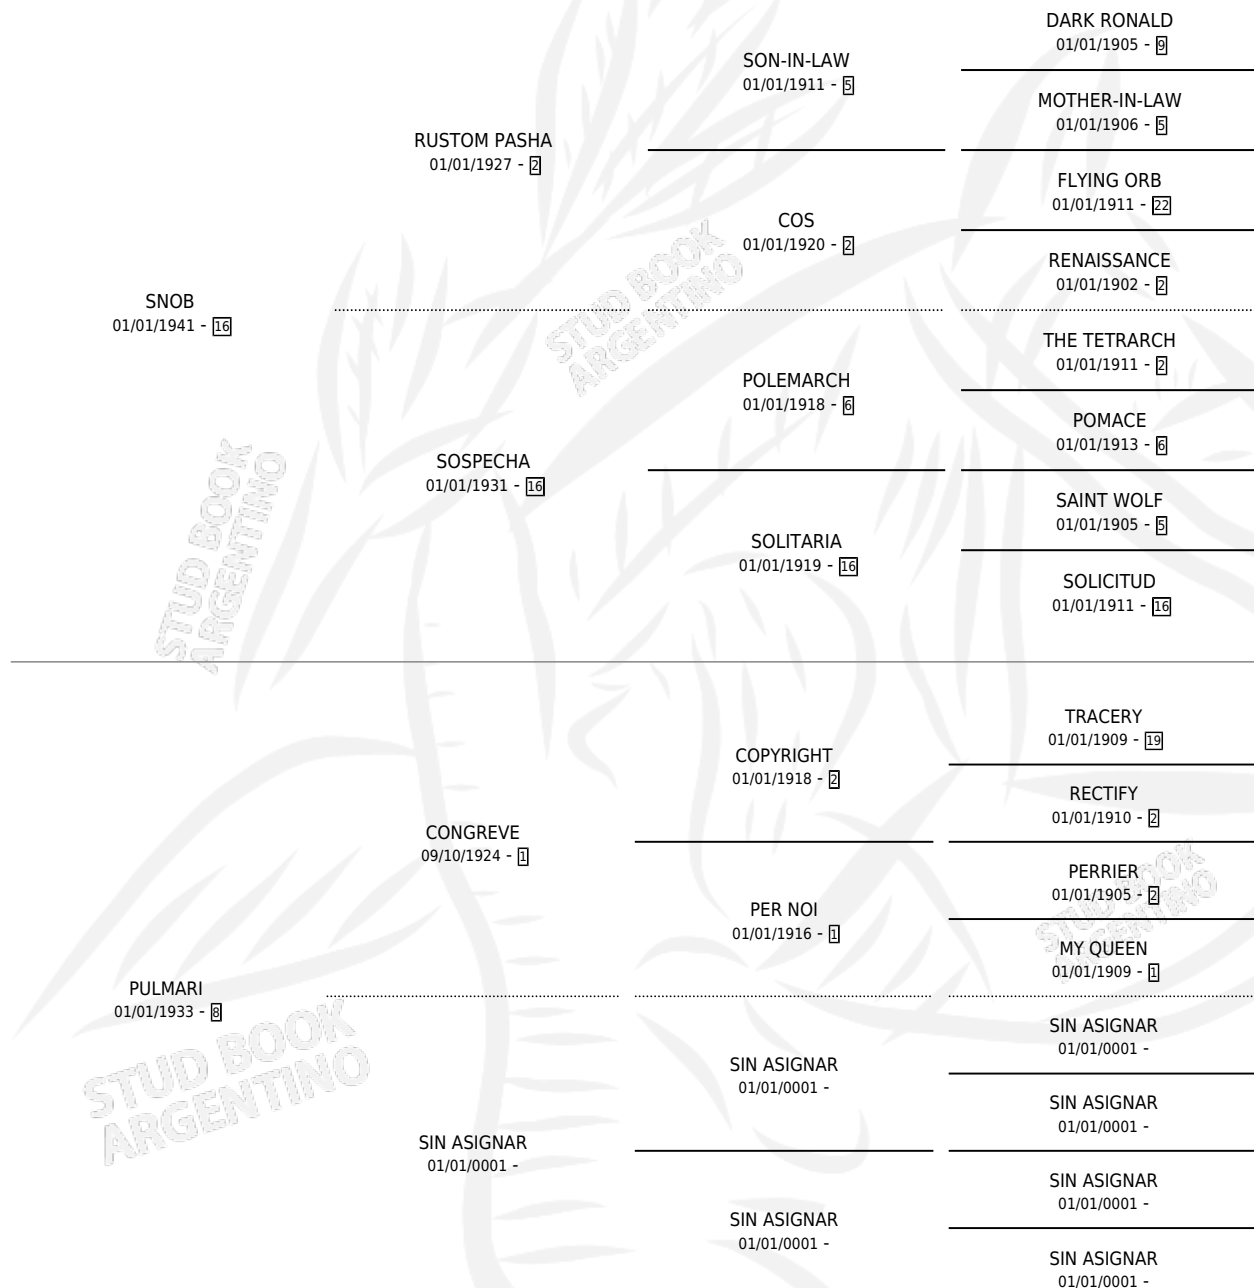 DARK RONALD
01/01/1905 - 9
SON-IN-LAW
01/01/1911 - 5
MOTHER-IN-LAW
01/01/1906 - 5
RUSTOM PASHA
01/01/1927 - 2
FLYING ORB
01/01/1911 - 22
COS
01/01/1920 - 2
RENAISSANCE
01/01/1902 - 2
SNOB
01/01/1941 - 16
STUD BOOK
ARGENTINO
THE TETRARCH
01/01/1911 - 2
POLEMARCH
01/01/1918 - 6
POMACE
01/01/1913 - 6
SOSPECHA
01/01/1931 - 16
SAINT WOLF
01/01/1905 - 5
SOLITARIA
01/01/1919 - 16
SOLICITUD
01/01/1911 - 16
STUD BOOK
ARGENTINO
TRACERY
01/01/1909 - 19
COPYRIGHT
01/01/1918 - 2
RECTIFY
01/01/1910 - 2
CONGREVE
09/10/1924 - 1
PERRIER
01/01/1905 - 2
PER NOI
01/01/1916 - 1
MY QUEEN
01/01/1909 - 1
STUD BOOK
ARGENTINO
PULMARI
01/01/1933 - 8
STUD BOOK
ARGENTINO
SIN ASIGNAR
01/01/0001 -
SIN ASIGNAR
01/01/0001 -
SIN ASIGNAR
01/01/0001 -
SIN ASIGNAR
01/01/0001 -
SIN ASIGNAR
01/01/0001 -
SIN ASIGNAR
01/01/0001 -
SIN ASIGNAR
01/01/0001 -